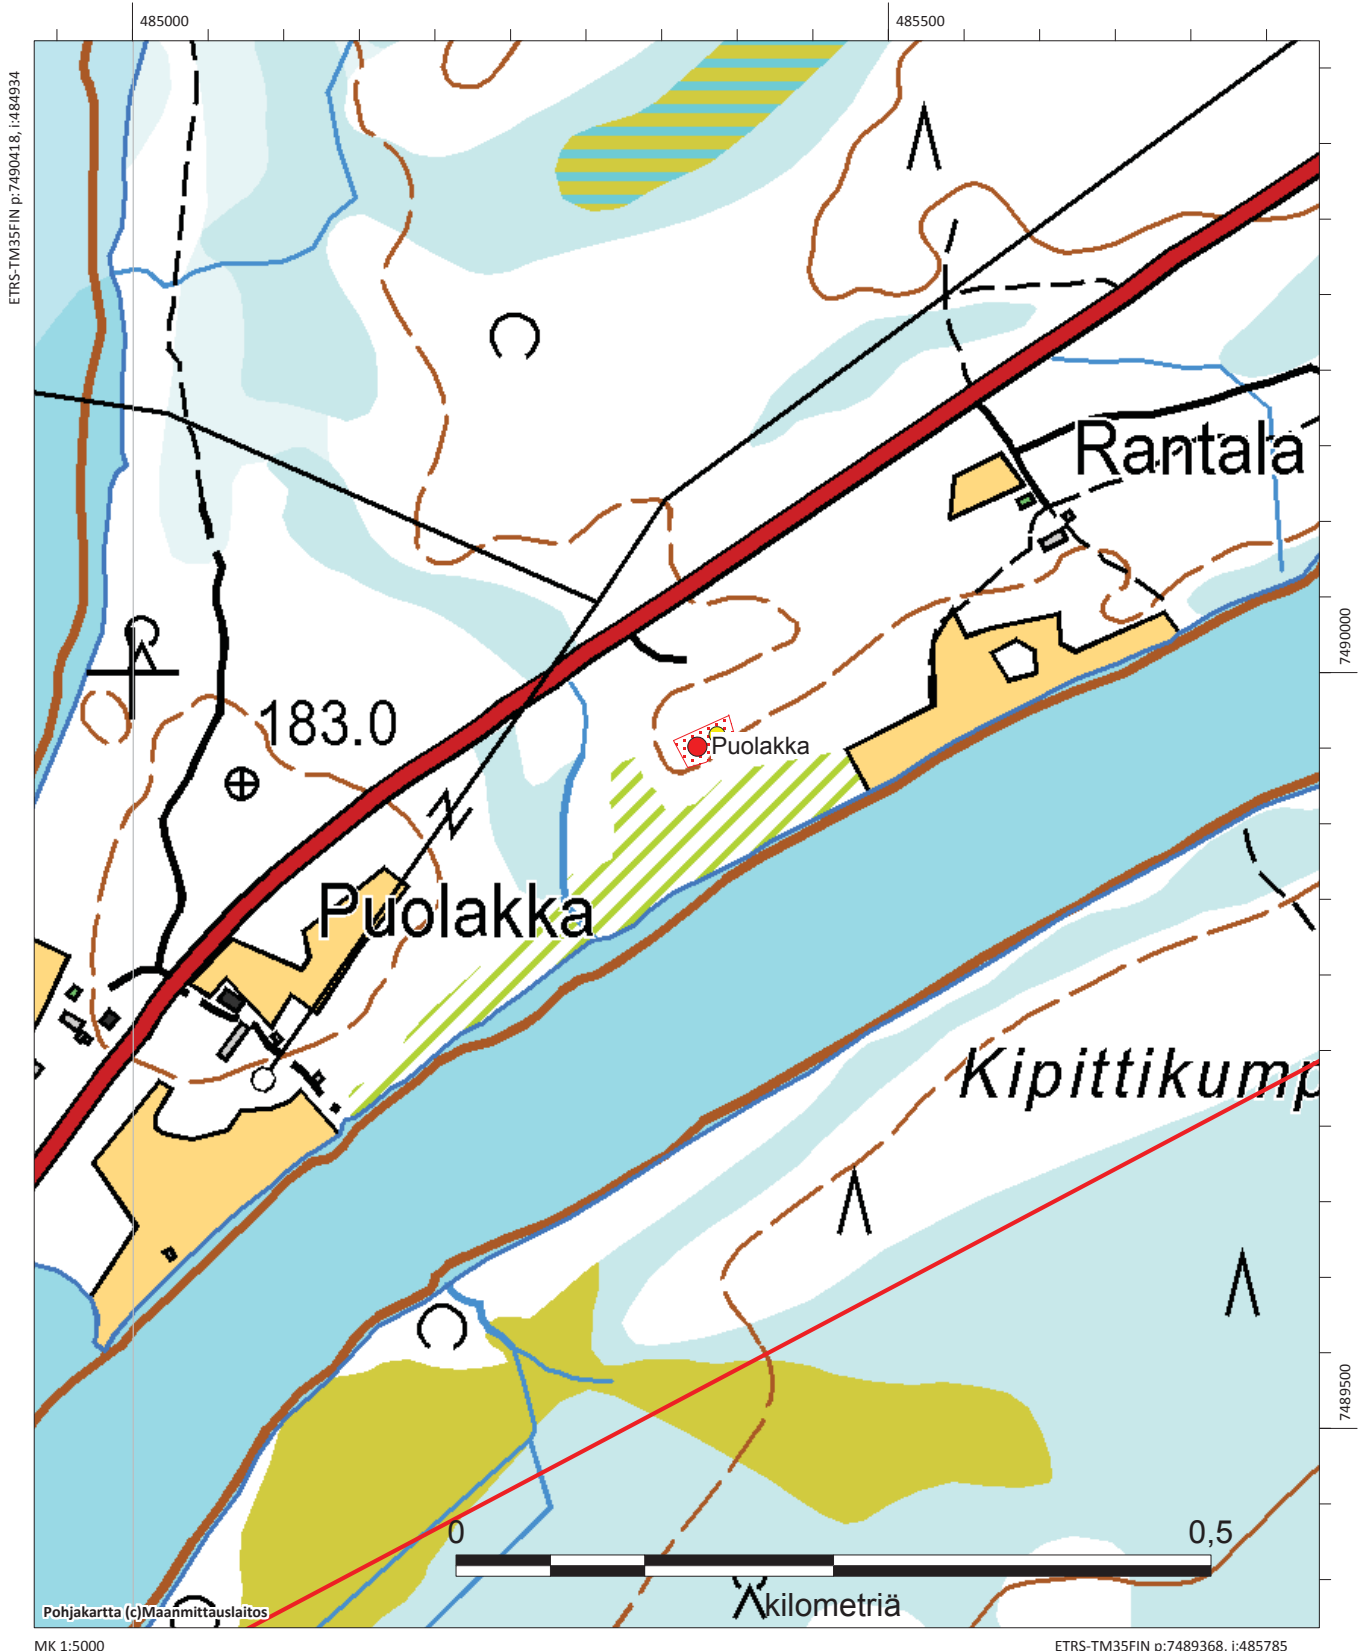 485000
485500
ETRS-TM35FIN p:7490418, i:484934
Rantala
7490000
183.0
Puolakka
Puolakka
Kipittikump
7489500
0
0,5
kilometriä
Pohjakartta (c)Maanmittauslaitos
MK 1:5000
ETRS-TM35FIN p:7489368, i:485785